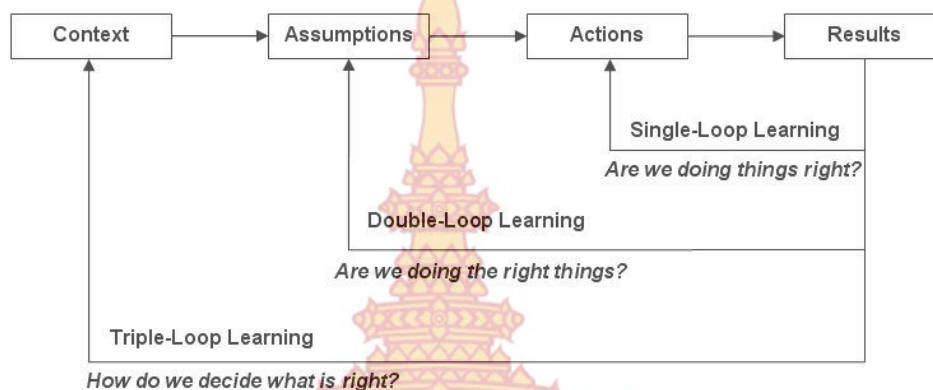 Context
Assumptions
Actions
Results
Single-Loop Learning
Are we doing things right?
Double-Loop Learning
Are we doing the right things?
Triple-Loop Learning
How do we decide what is right?